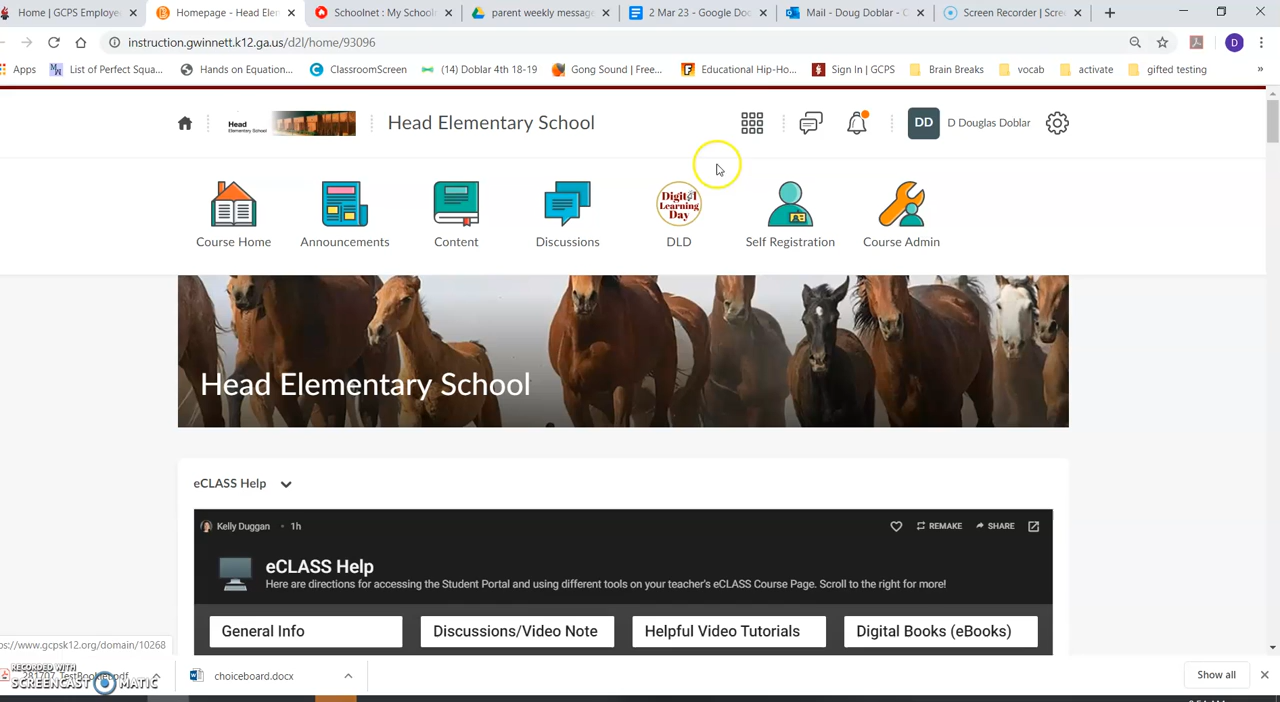 Home | GCPS Employe
Homepage - Head Elen
Schoolnet : My Schools
parent weekly message
2 Mar 23 - Google Doc
Mail - Doug Doblar - C
Screen Recorder | Scre
instruction.gwinnett.k12.ga.us/d2l/home/93096
D
Apps
List of Perfect Squa...
Hands on Equation...
ClassroomScreen
(14) Doblar 4th 18-19
Gong Sound | Free...
Educational Hip-Ho...
Sign In | GCPS
Brain Breaks
vocab
activate
gifted testing
»
Head
Elementary School
Head Elementary School
DD
D Douglas Doblar
Digital
Learning
Day
Course Home
Announcements
Content
Discussions
DLD
Self Registration
Course Admin
Head Elementary School
eCLASS Help
Kelly Duggan • 1h
REMAKE
SHARE
eCLASS Help
Here are directions for accessing the Student Portal and using different tools on your teacher's eCLASS Course Page. Scroll to the right for more!
General Info
Discussions/Video Note
Helpful Video Tutorials
Digital Books (eBooks)
ps://www.gcpsk12.org/domain/10268
RECORDED WITH
SCREENCAST MATIC
choiceboard.docx
Show all